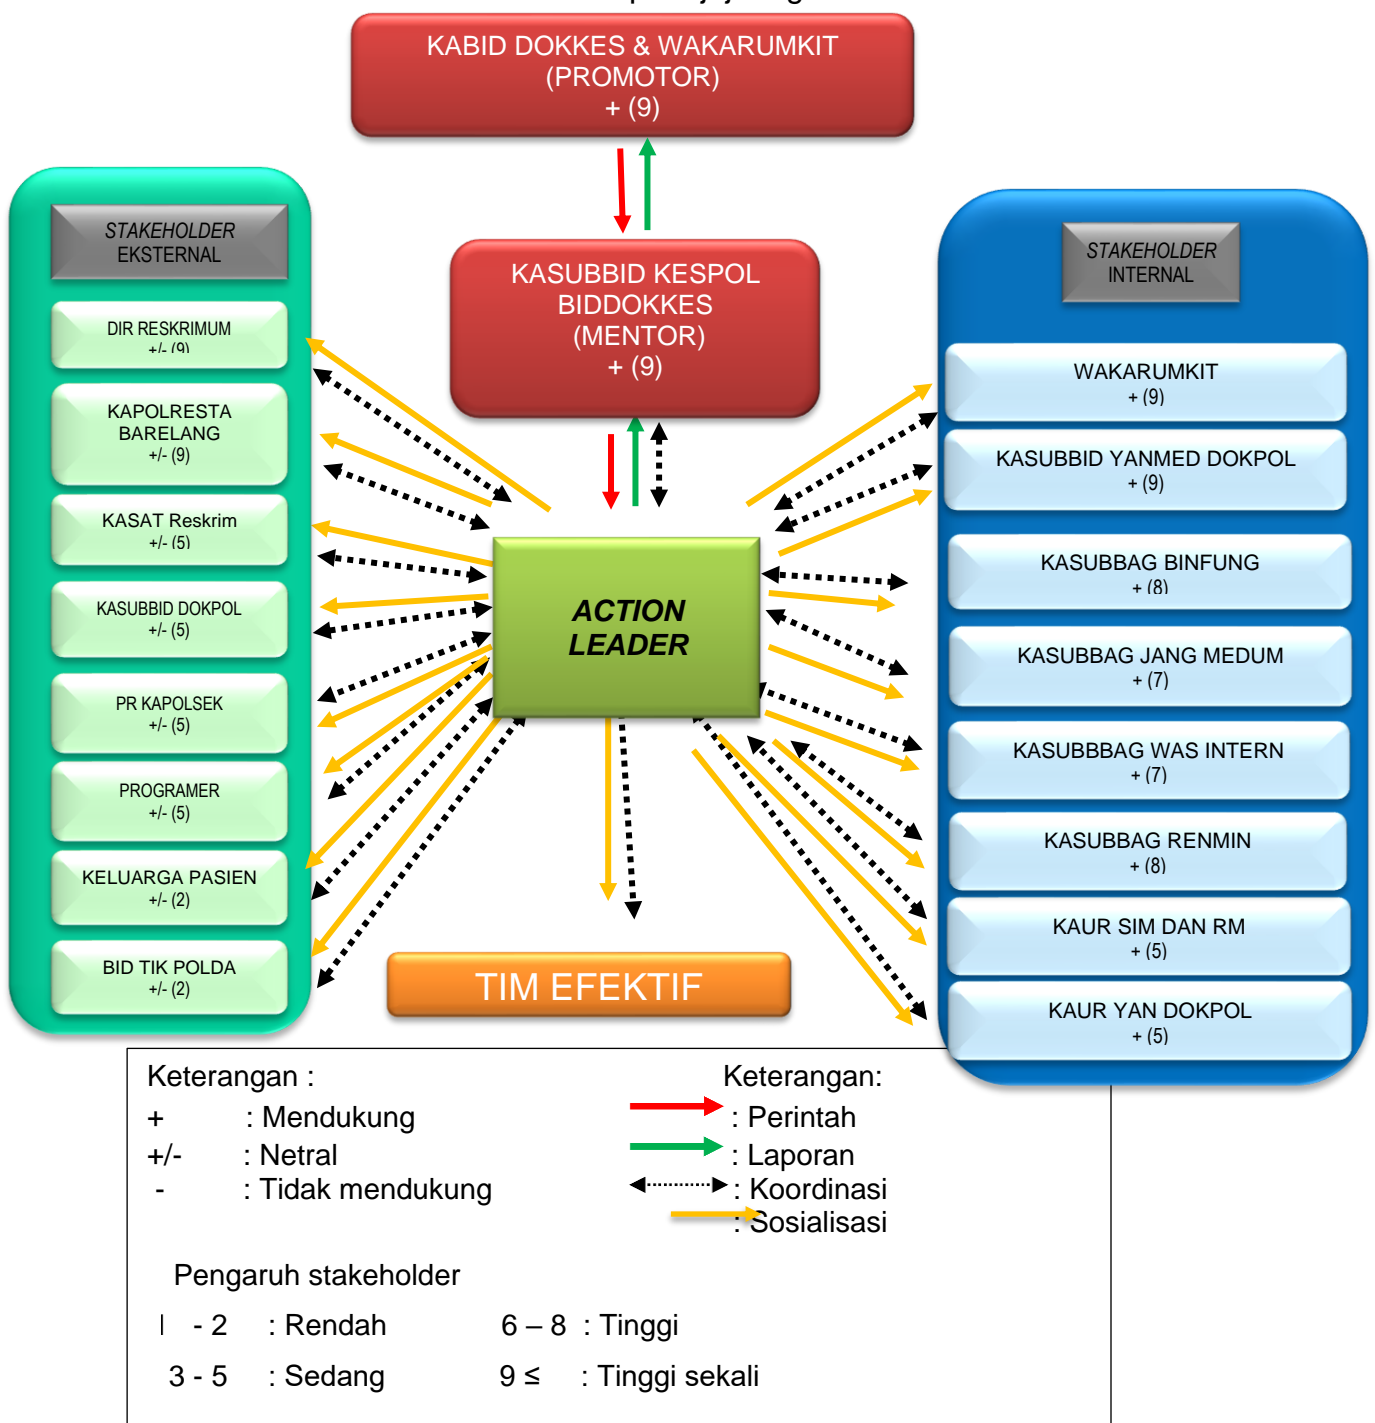 KABID DOKKES & WAKARUMKIT
(PROMOTOR)
+ (9)
KASUBBID KESPOL
BIDDOKKES
(MENTOR)
+ (9)
STAKEHOLDER
EKSTERNAL
DIR RESKRIMUM
+/- (9)
KAPOLRESTA
BARELANG
+/- (9)
KASAT Reskrim
+/- (5)
KASUBBID DOKPOL
+/- (5)
PR KAPOLSEK
+/- (5)
PROGRAMER
+/- (5)
KELUARGA PASIEN
+/- (2)
BID TIK POLDA
+/- (2)
ACTION
LEADER
TIM EFEKTIF
STAKEHOLDER
INTERNAL
WAKARUMKIT
+ (9)
KASUBBID YANMED DOKPOL
+ (9)
KASUBBAG BINFUNG
+ (8)
KASUBBAG JANG MEDUM
+ (7)
KASUBBBAG WAS INTERN
+ (7)
KASUBBAG RENMIN
+ (8)
KAUR SIM DAN RM
+ (5)
KAUR YAN DOKPOL
+ (5)
Keterangan :
+ : Mendukung
+/- : Netral
- : Tidak mendukung
Keterangan:
: Perintah
: Laporan
: Koordinasi
: Sosialisasi
Pengaruh stakeholder
- 2 : Rendah 6 – 8 : Tinggi
3 - 5 : Sedang 9 ≤ : Tinggi sekali